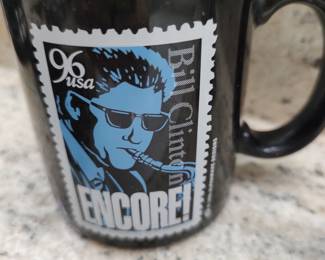 96
usa
Bill Clinton
ENCORE!